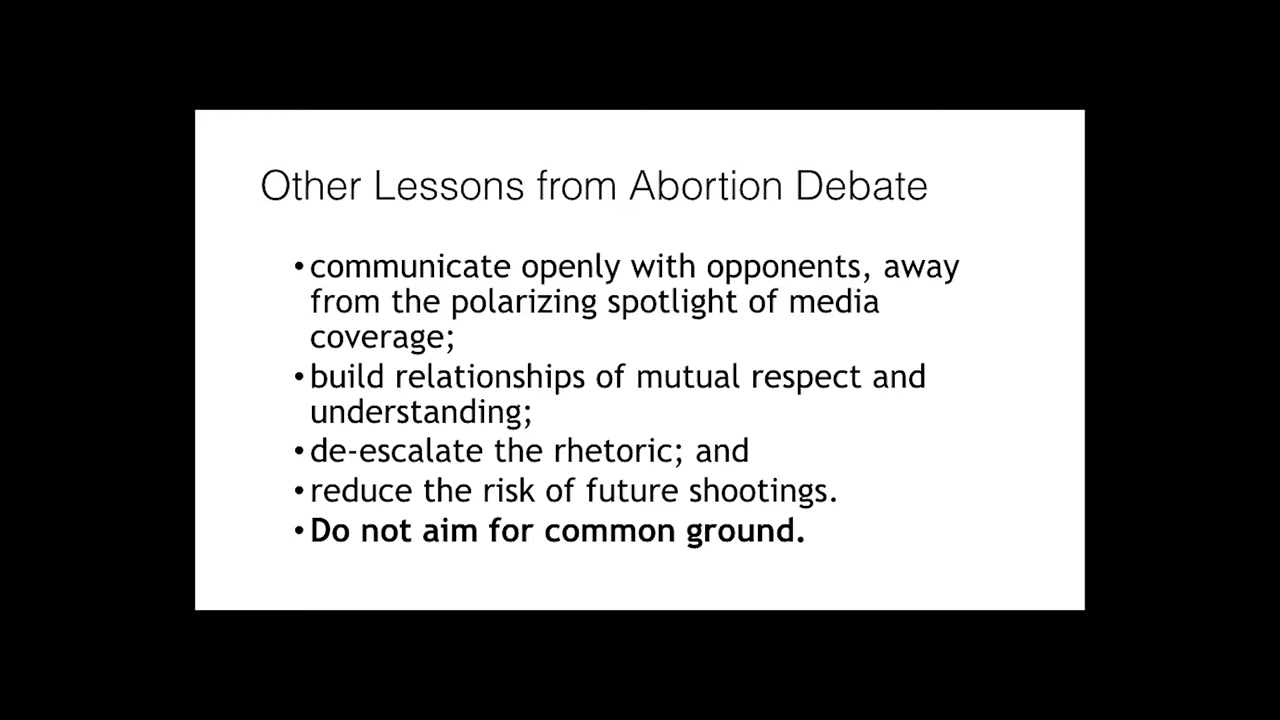 Other Lessons from Abortion Debate
•communicate openly with opponents, away
from the polarizing spotlight of media
coverage;
•build relationships of mutual respect and
understanding;
•de-escalate the rhetoric; and
•reduce the risk of future shootings.
•Do not aim for common ground.